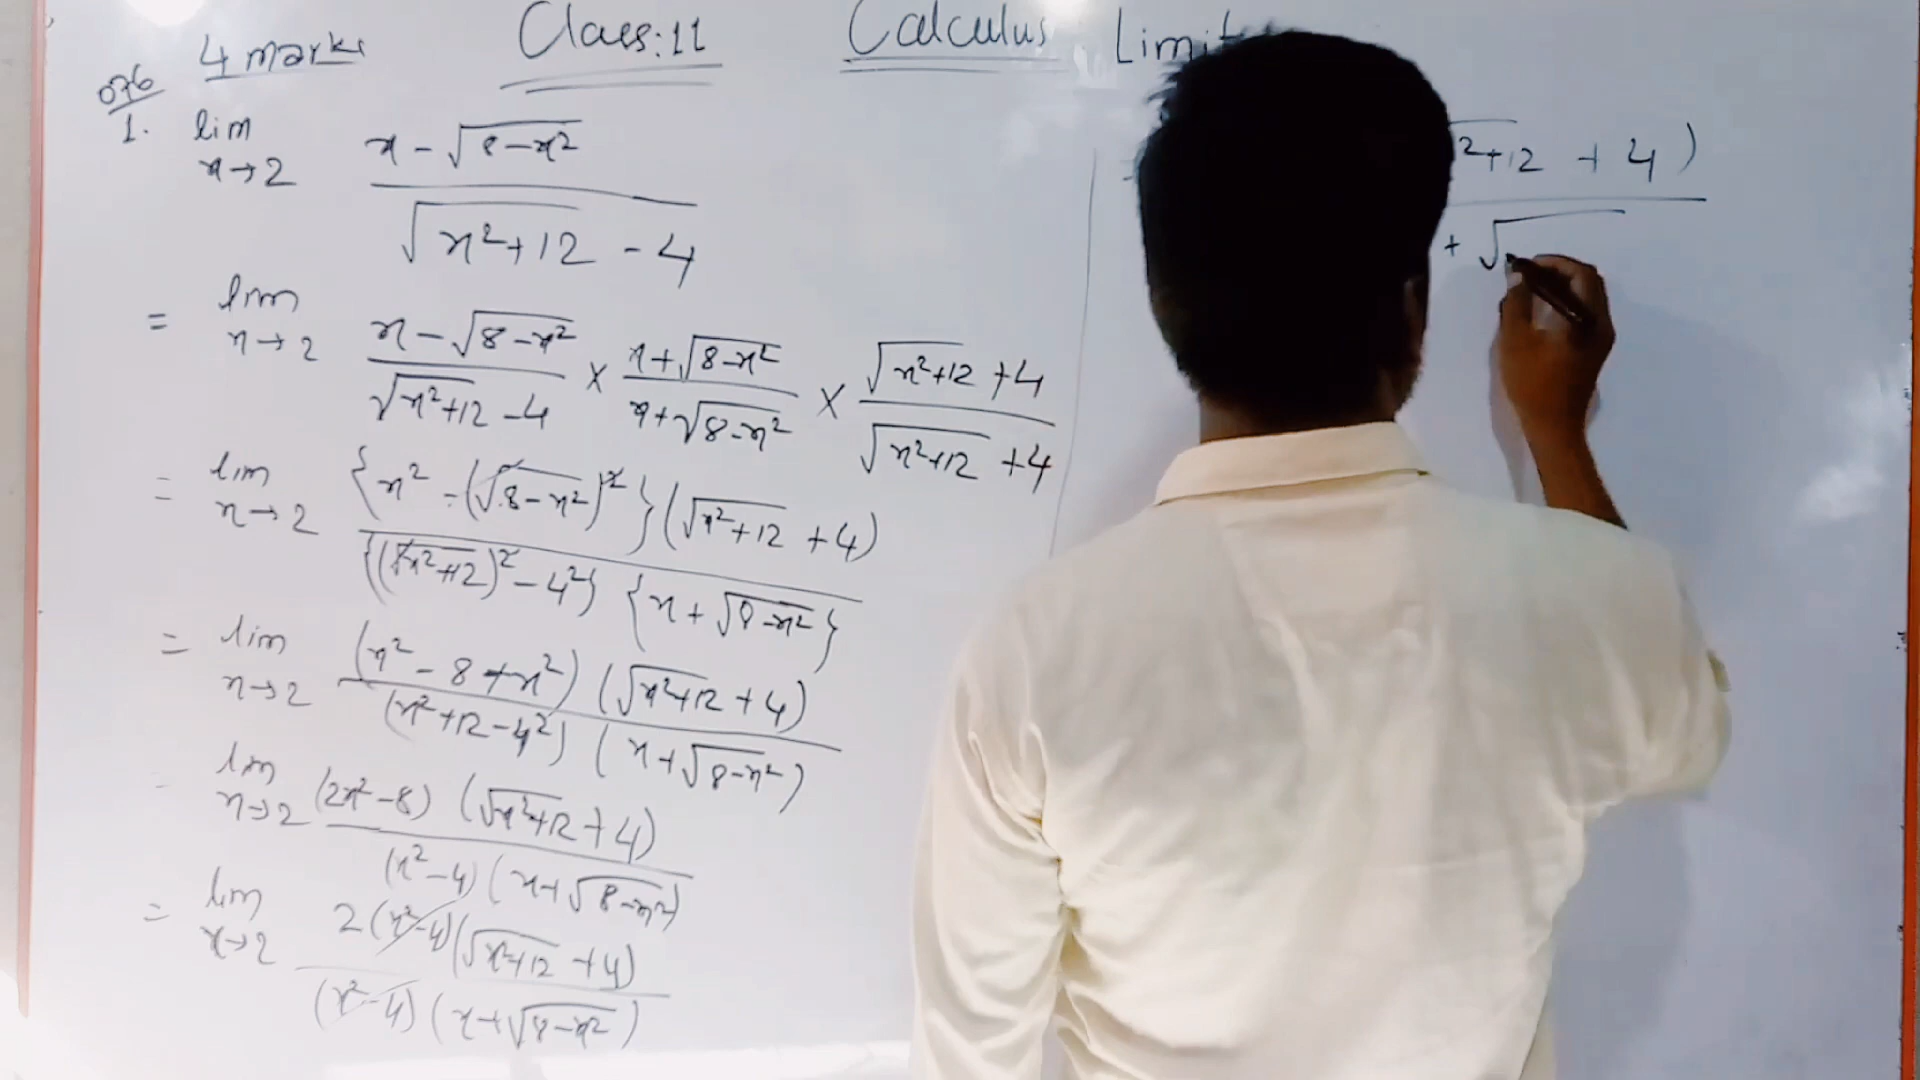 4 marks Class: 11 Calculus Limit
076
1. lim x→2 (x - √(8-x²)) / (√(x²+12) - 4)
= lim x→2 (x - √(8-x²)) / (√(x²+12) - 4) × (x + √(8-x²)) / (x + √(8-x²)) × (√(x²+12) + 4) / (√(x²+12) + 4)
= lim x→2 {x² - (√(8-x²))²} (√(x²+12) + 4) / {(√(x²+12))² - 4²} {x + √(8-x²)}
= lim x→2 (x² - 8 + x²) (√(x²+12) + 4) / (x²+12-4²) (x + √(8-x²))
= lim x→2 (2x²-8) (√(x²+12) + 4) / (x²-4) (x + √(8-x²))
= lim x→2 2(x²-4) (√(x²+12) + 4) / (x²-4) (x + √(8-x²))
²+12 + 4)
+ √